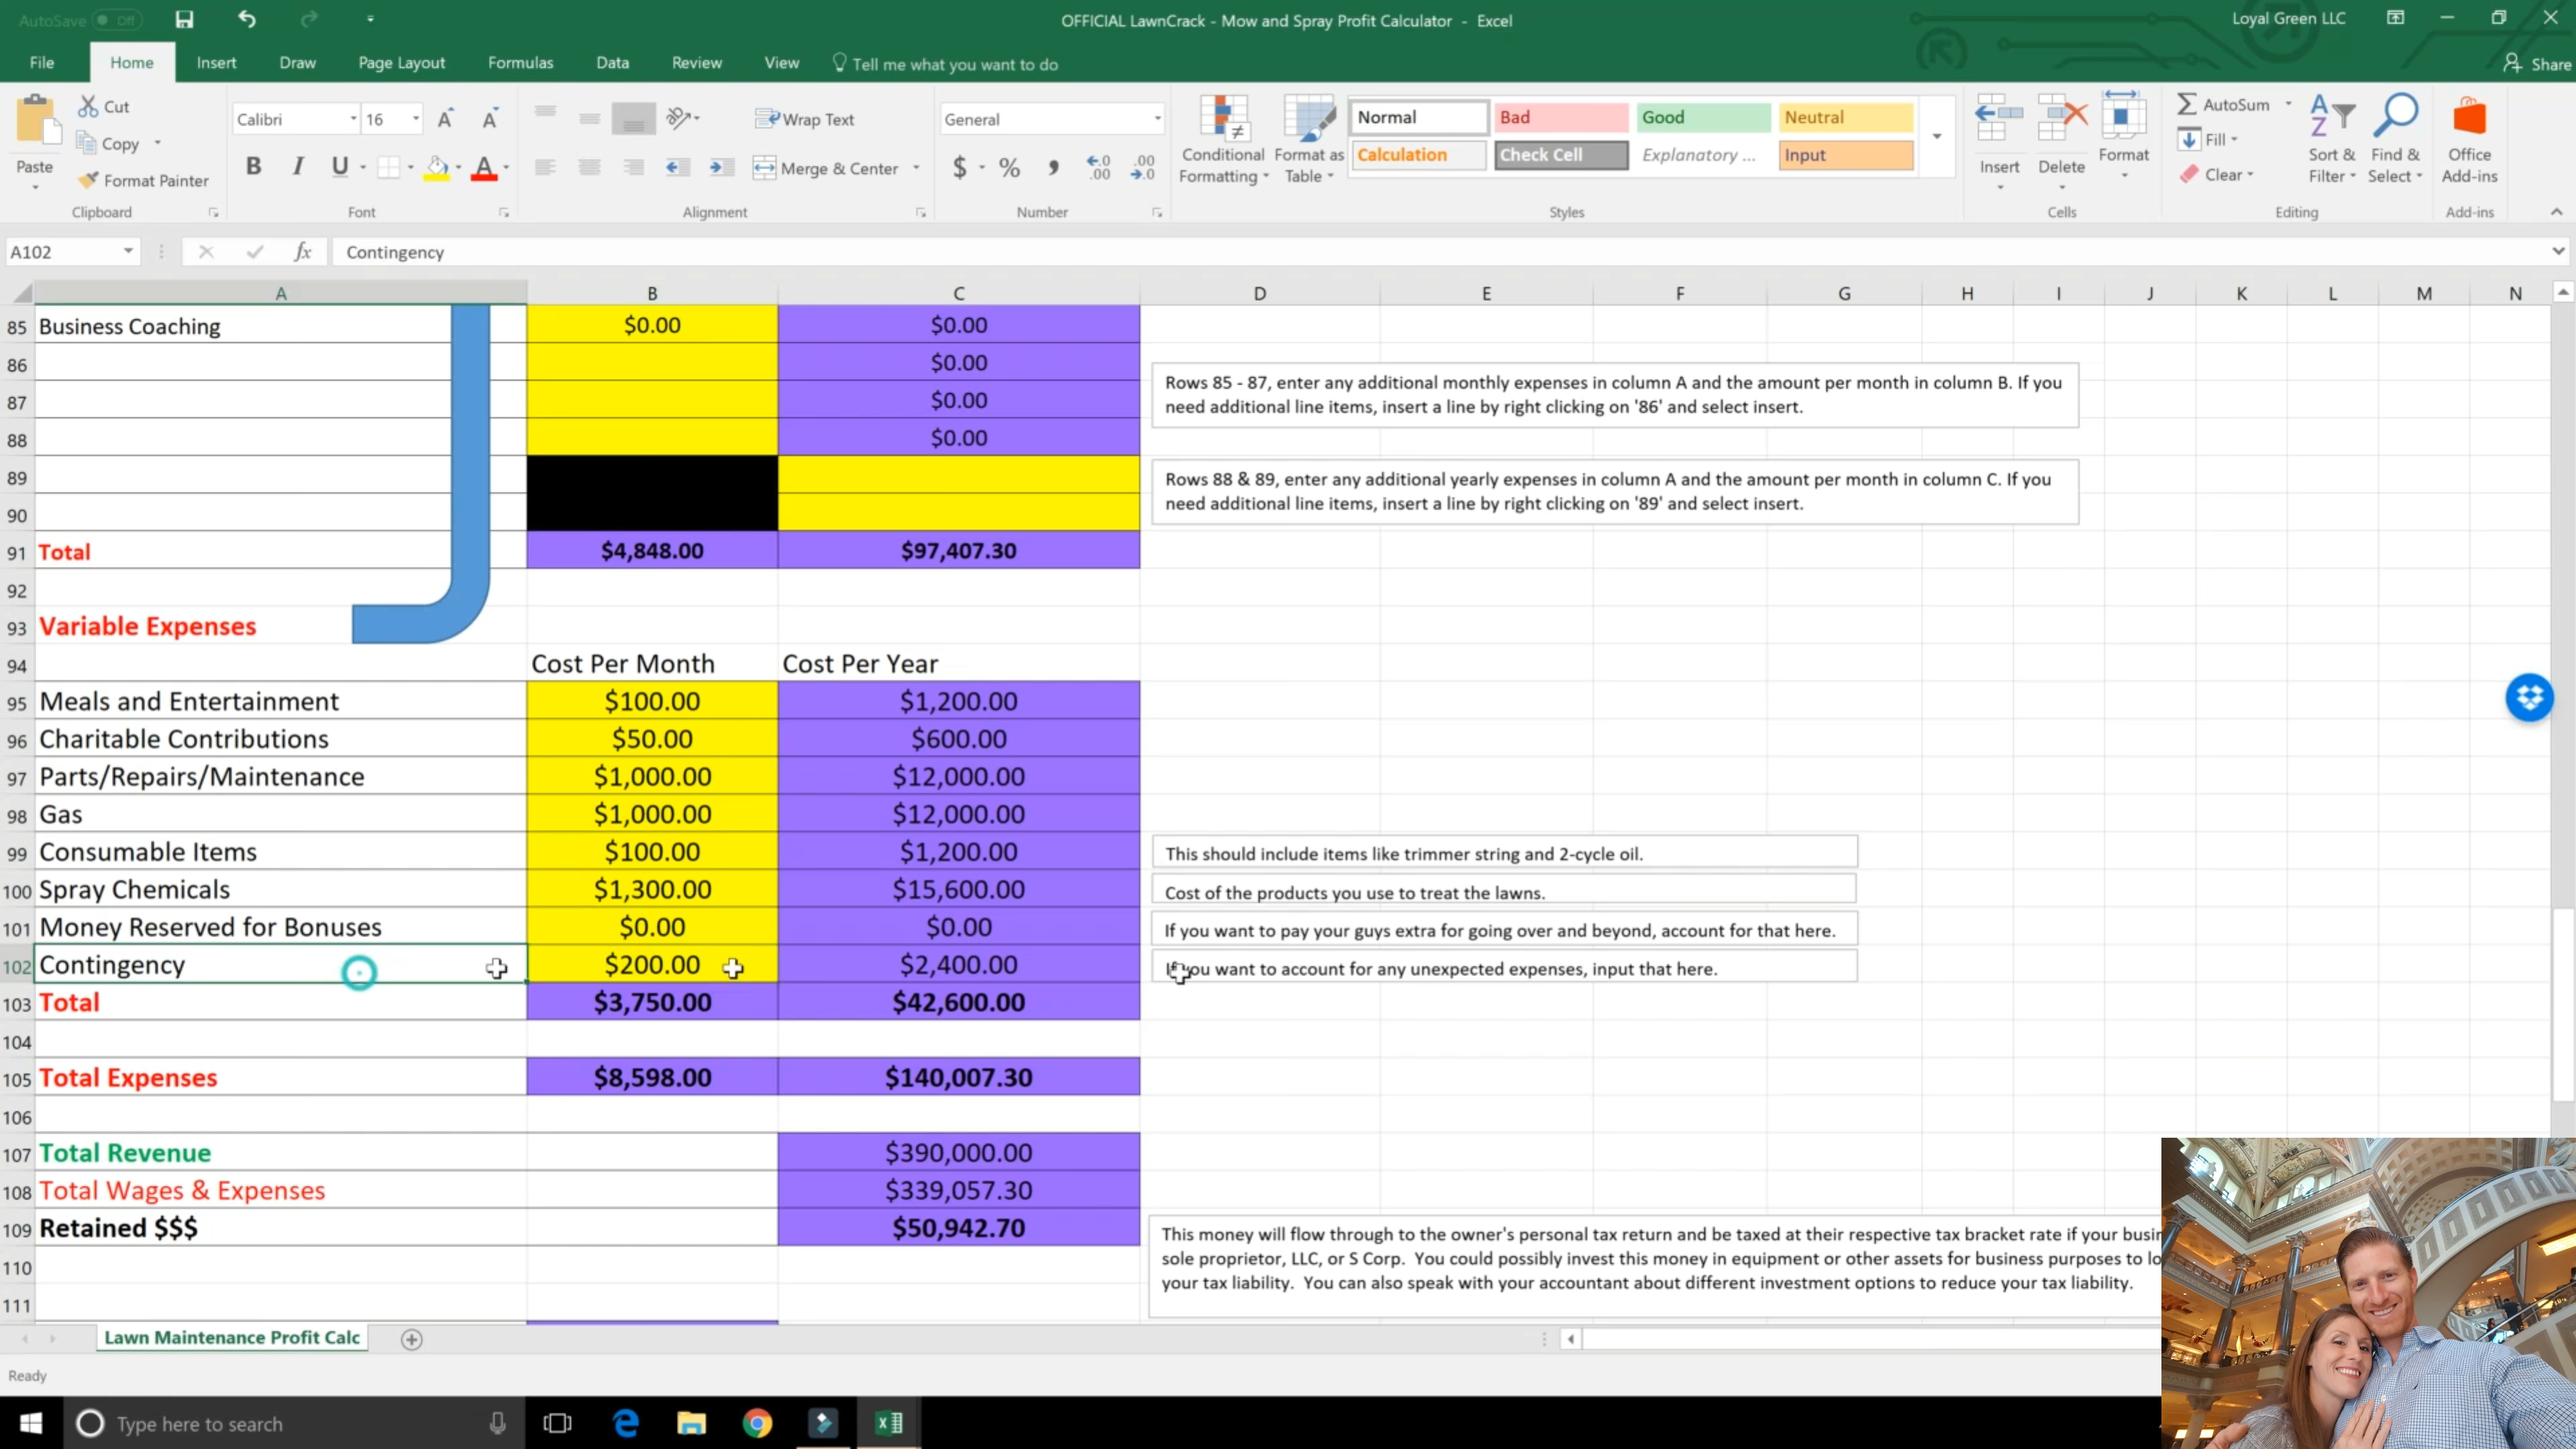 AutoSave Off
OFFICIAL LawnCrack - Mow and Spray Profit Calculator - Excel
Loyal Green LLC
File Home Insert Draw Page Layout Formulas Data Review View Tell me what you want to do Share
Paste
Cut
Copy
Format Painter
Clipboard
Calibri 16
B I U
Font
Wrap Text
Merge & Center
Alignment
General
$ % ,
Number
Conditional Formatting
Format as Table
Normal Bad Good Neutral
Calculation Check Cell Explanatory ... Input
Styles
Insert Delete Format
Cells
AutoSum
Fill
Clear
Sort & Filter
Find & Select
Editing
Office Add-ins
Add-ins
A102 fx Contingency
A B C D E F G H I J K L M N
85 Business Coaching $0.00 $0.00
86 $0.00
87 $0.00
88 $0.00
Rows 85 - 87, enter any additional monthly expenses in column A and the amount per month in column B. If you
need additional line items, insert a line by right clicking on '86' and select insert.
89
90
Rows 88 & 89, enter any additional yearly expenses in column A and the amount per month in column C. If you
need additional line items, insert a line by right clicking on '89' and select insert.
91 Total $4,848.00 $97,407.30
92
93 Variable Expenses
94 Cost Per Month Cost Per Year
95 Meals and Entertainment $100.00 $1,200.00
96 Charitable Contributions $50.00 $600.00
97 Parts/Repairs/Maintenance $1,000.00 $12,000.00
98 Gas $1,000.00 $12,000.00
99 Consumable Items $100.00 $1,200.00 This should include items like trimmer string and 2-cycle oil.
100 Spray Chemicals $1,300.00 $15,600.00 Cost of the products you use to treat the lawns.
101 Money Reserved for Bonuses $0.00 $0.00 If you want to pay your guys extra for going over and beyond, account for that here.
102 Contingency $200.00 $2,400.00 If you want to account for any unexpected expenses, input that here.
103 Total $3,750.00 $42,600.00
104
105 Total Expenses $8,598.00 $140,007.30
106
107 Total Revenue $390,000.00
108 Total Wages & Expenses $339,057.30
109 Retained $$$ $50,942.70
This money will flow through to the owner's personal tax return and be taxed at their respective tax bracket rate if your
sole proprietor, LLC, or S Corp. You could possibly invest this money in equipment or other assets for business purposes to
your tax liability. You can also speak with your accountant about different investment options to reduce your tax liability.
110
111
Lawn Maintenance Profit Calc
Ready
Type here to search